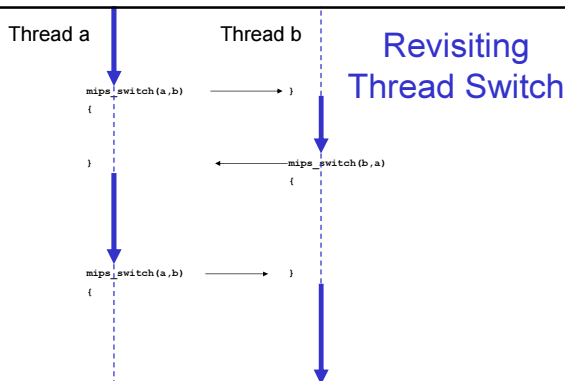 Thread a
Thread b
Revisiting
Thread Switch
mips_switch(a,b)
{
}
}
mips_switch(b,a)
{
mips_switch(a,b)
{
}